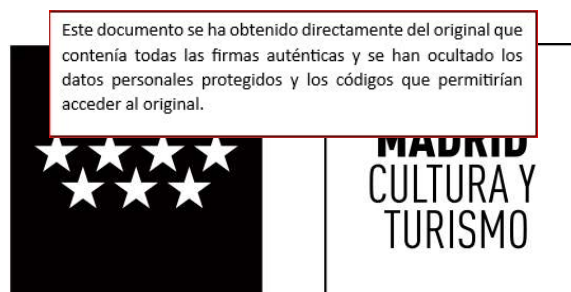 Este documento se ha obtenido directamente del original que
contenía todas las firmas auténticas y se han ocultado los
datos personales protegidos y los códigos que permitirían
acceder al original.
MADRID
CULTURA Y
TURISMO